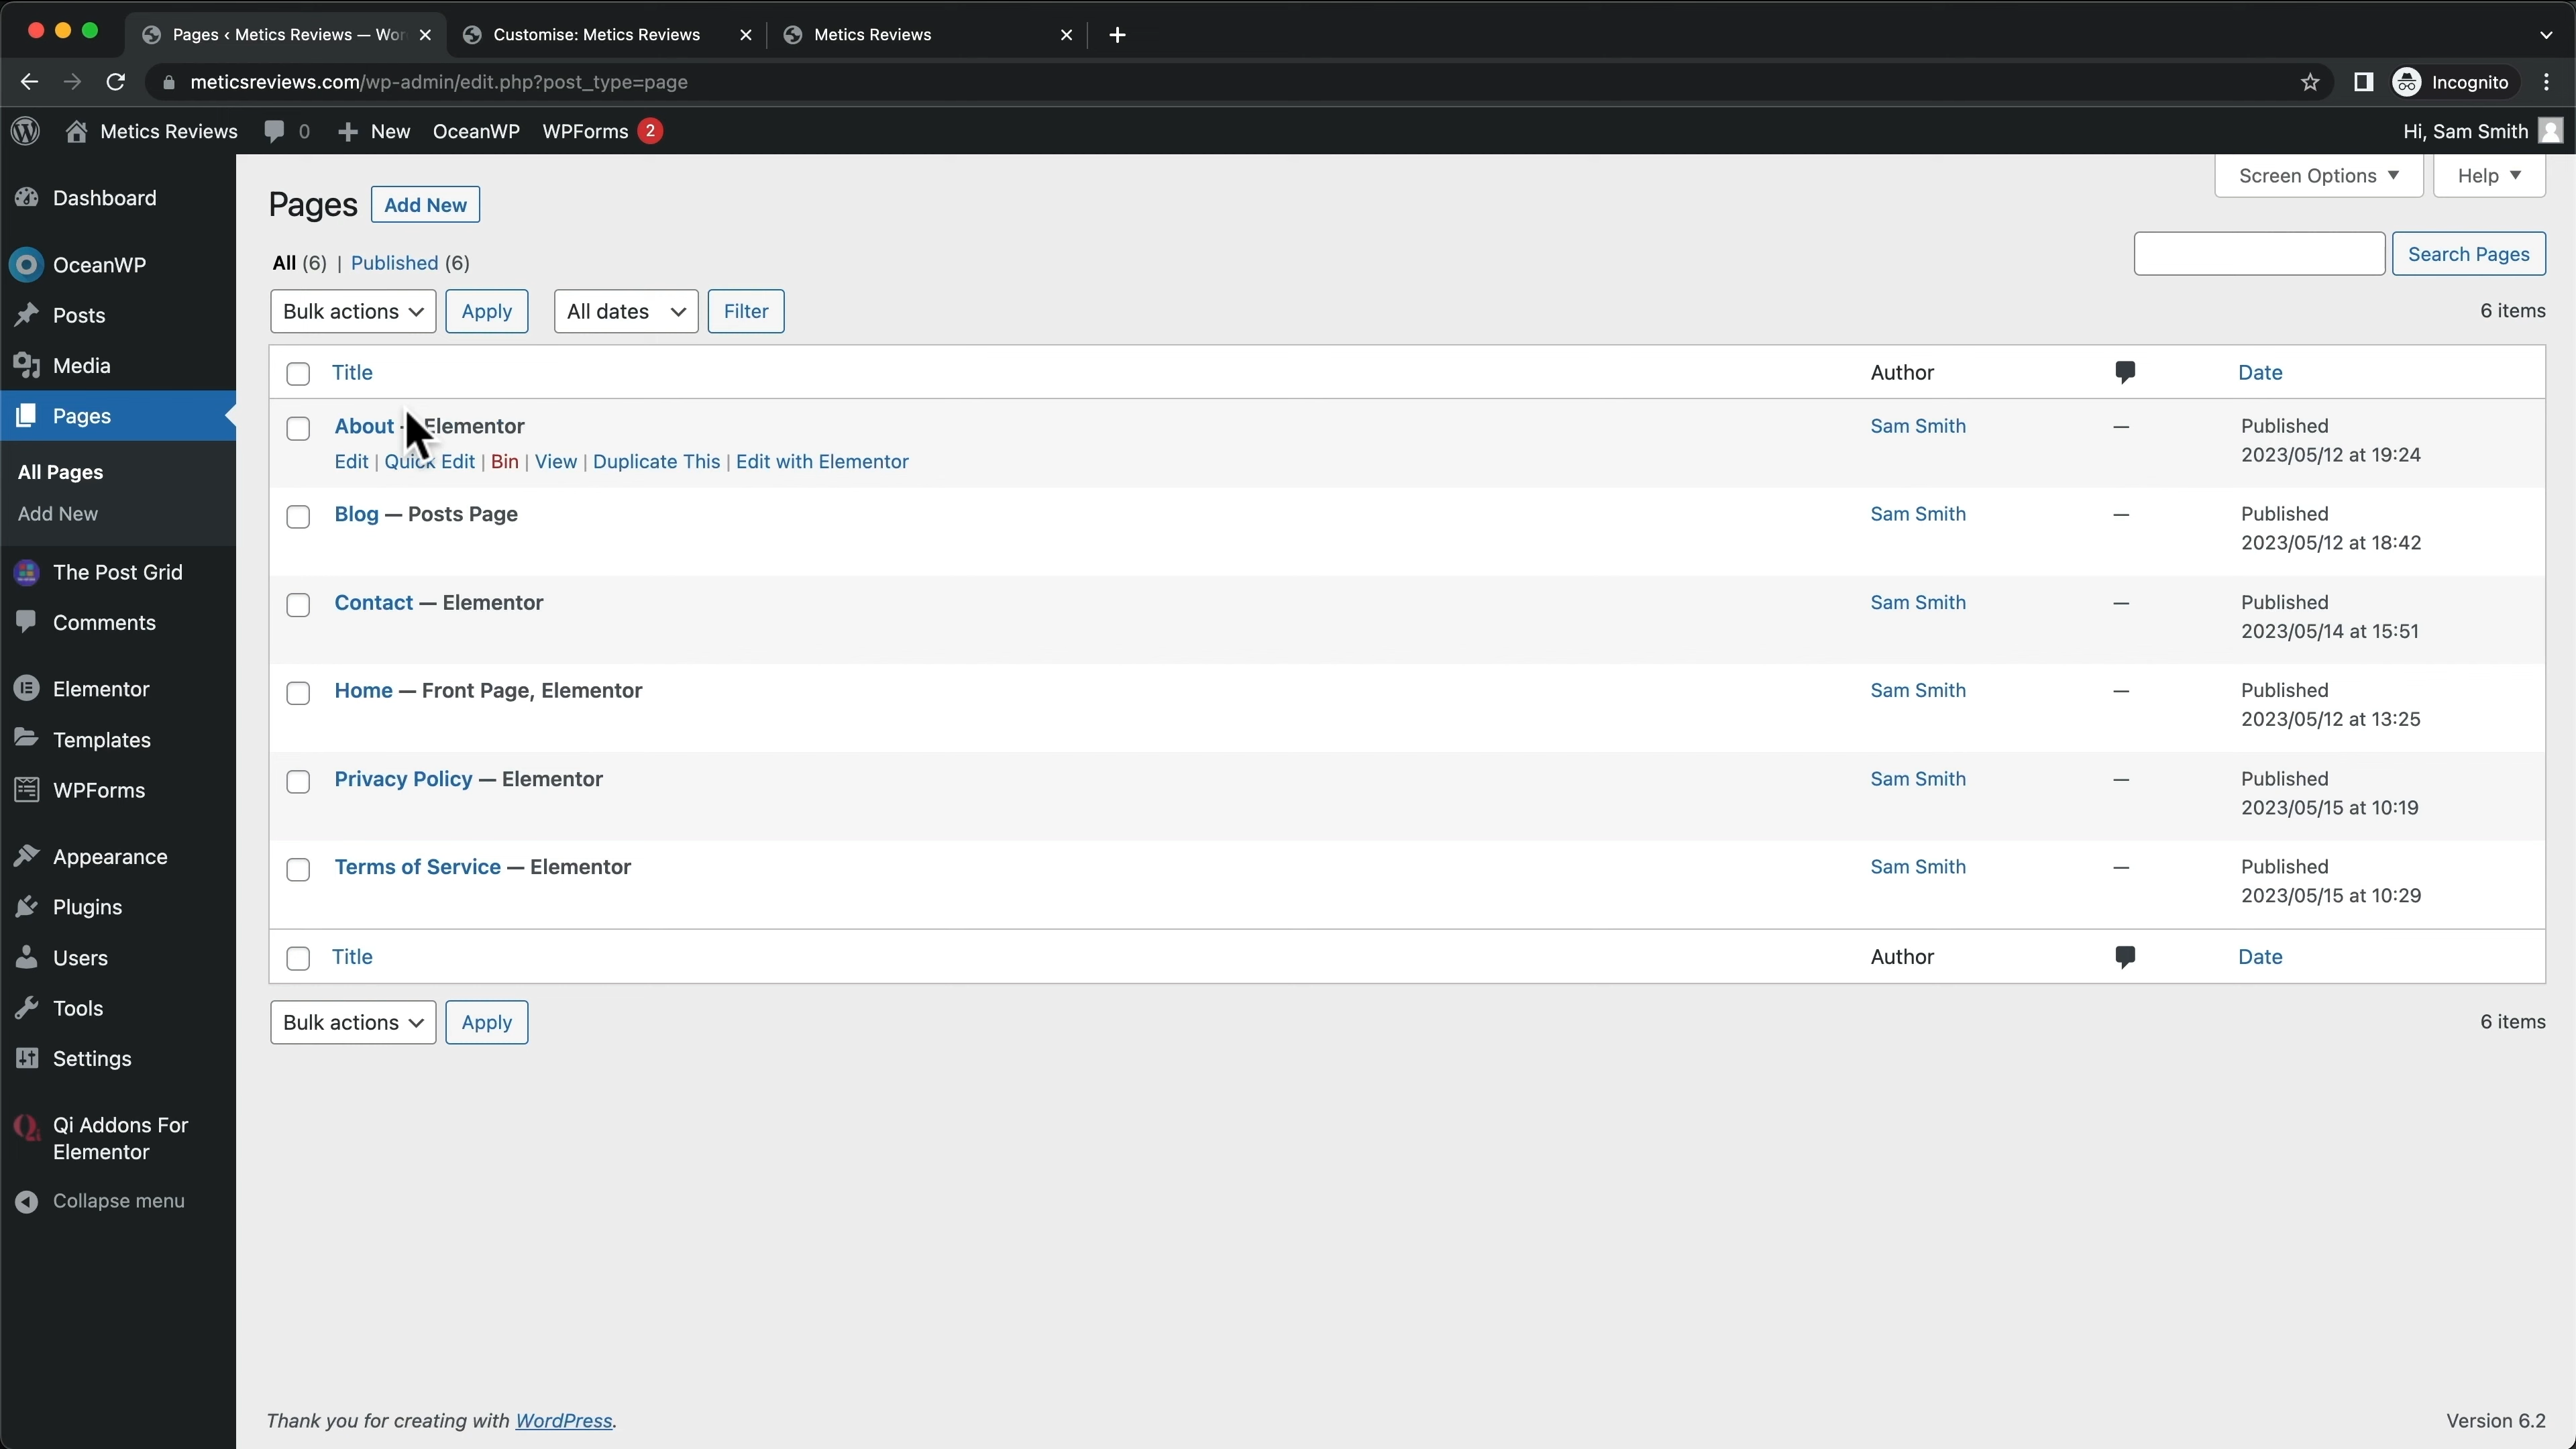 Pages ‹ Metics Reviews — Wor
Customise: Metics Reviews
Metics Reviews
meticsreviews.com/wp-admin/edit.php?post_type=page
Incognito
Metics Reviews
0
New
OceanWP
WPForms 2
Hi, Sam Smith
Dashboard
OceanWP
Posts
Media
Pages
All Pages
Add New
The Post Grid
Comments
Elementor
Templates
WPForms
Appearance
Plugins
Users
Tools
Settings
Qi Addons For
Elementor
Collapse menu
Screen Options
Help
Pages
Add New
All (6) | Published (6)
Search Pages
Bulk actions
Apply
All dates
Filter
6 items
Title
Author
Date
About — Elementor
Edit | Quick Edit | Bin | View | Duplicate This | Edit with Elementor
Sam Smith
—
Published
2023/05/12 at 19:24
Blog — Posts Page
Sam Smith
—
Published
2023/05/12 at 18:42
Contact — Elementor
Sam Smith
—
Published
2023/05/14 at 15:51
Home — Front Page, Elementor
Sam Smith
—
Published
2023/05/12 at 13:25
Privacy Policy — Elementor
Sam Smith
—
Published
2023/05/15 at 10:19
Terms of Service — Elementor
Sam Smith
—
Published
2023/05/15 at 10:29
Title
Author
Date
Bulk actions
Apply
6 items
Thank you for creating with WordPress.
Version 6.2